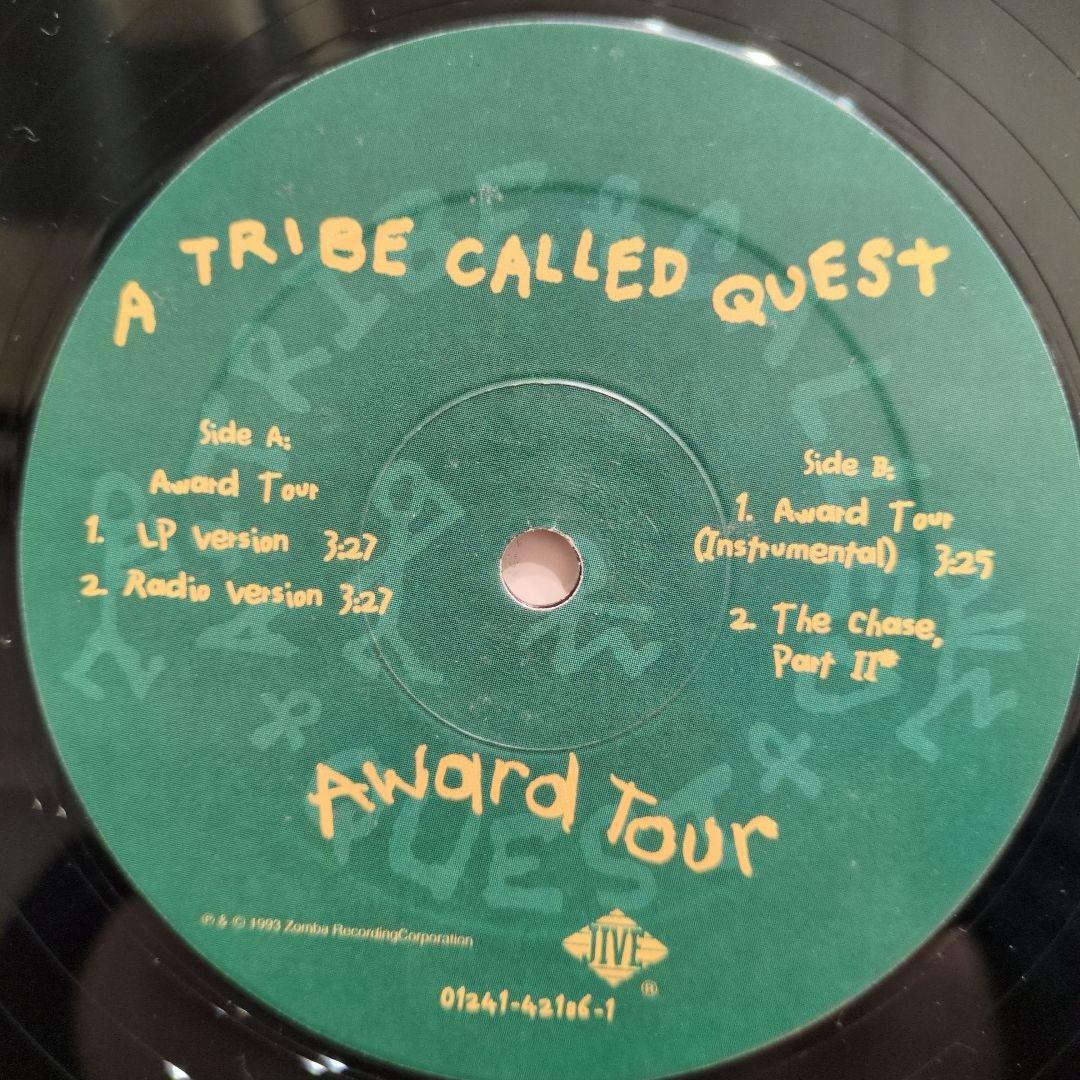 A TRIBE CALLED QUEST
Side A:
Award Tour
1. LP Version 3:27
2 Radio Version 3:27
Side B:
1. Award Tour
(Instrumental) 3:25
2 The Chase,
Part II*
Award Tour
℗ & © 1993 Zomba RecordingCorporation
JIVE ®
01241-42106-1